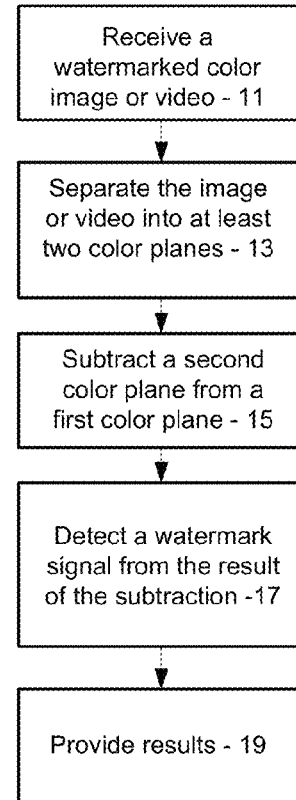 Receive a
watermarked color
image or video - 11
Separate the image
or video into at least
two color planes - 13
Subtract a second
color plane from a
first color plane - 15
Detect a watermark
signal from the result
of the subtraction -17
Provide results - 19